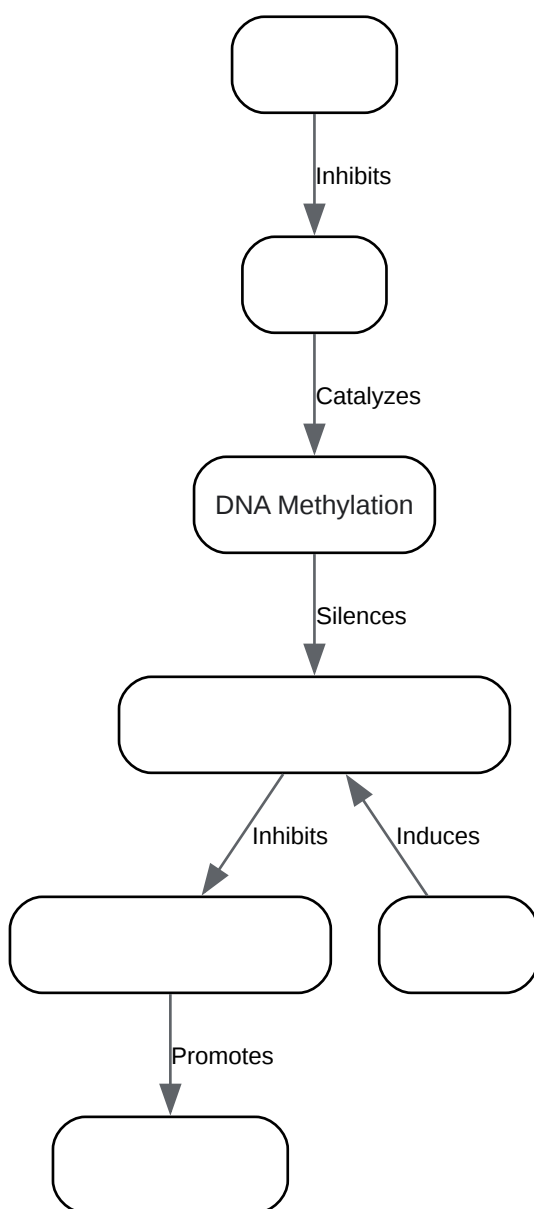 Inhibits
Catalyzes
DNA Methylation
Silences
Inhibits
Induces
Promotes